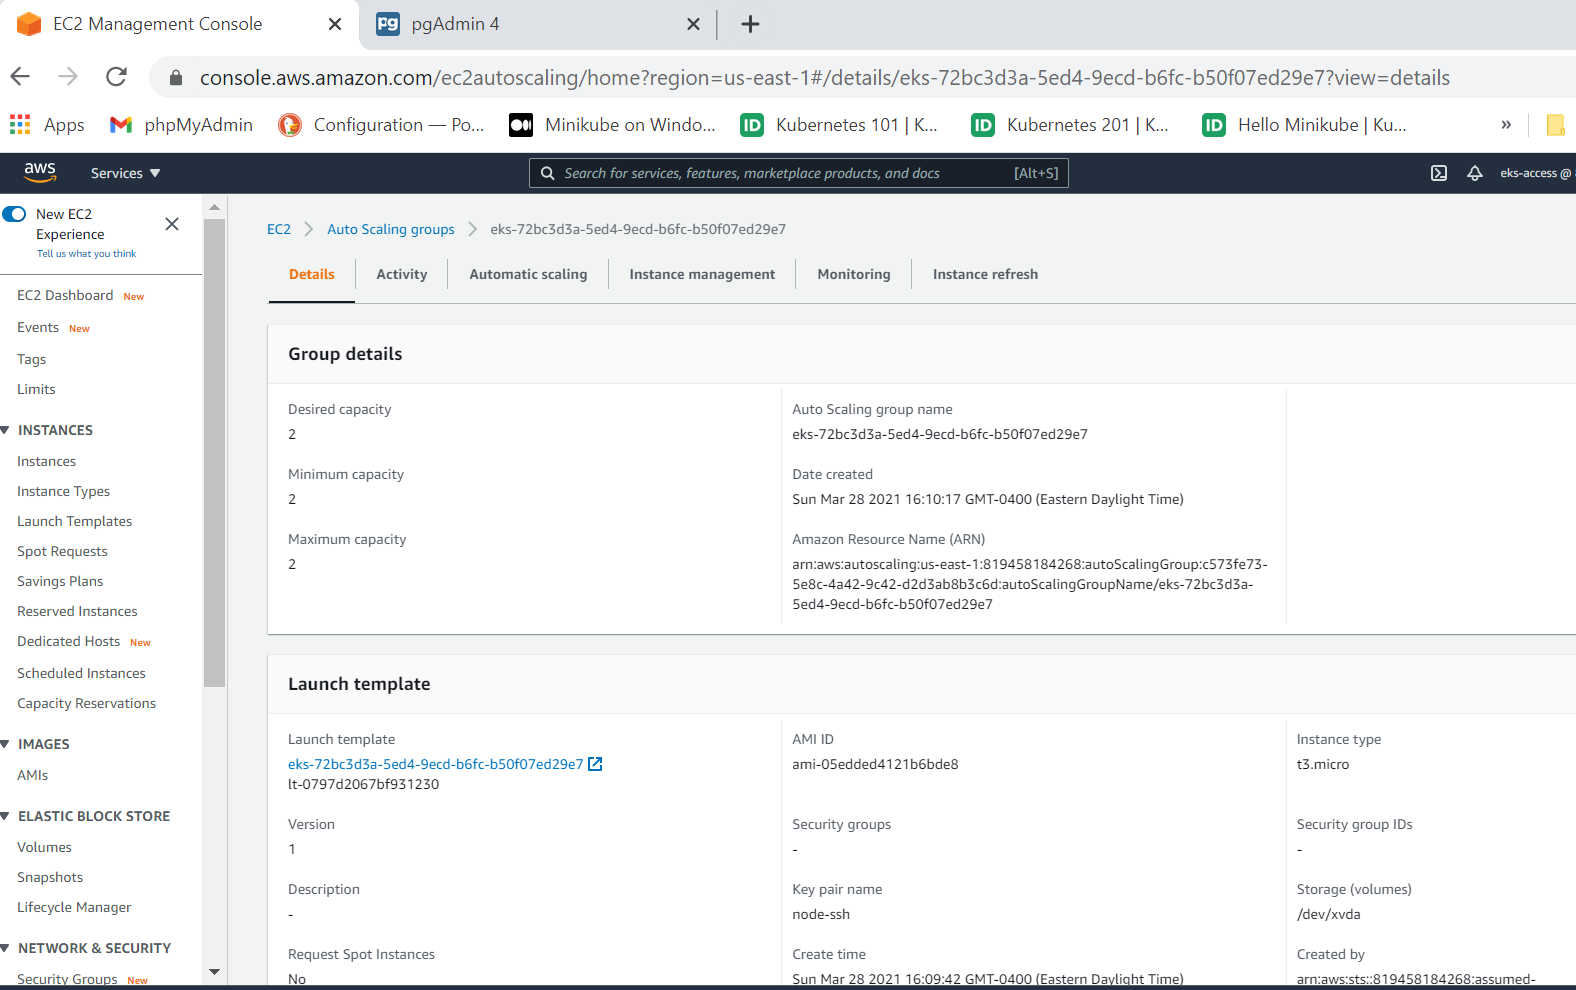 EC2 Management Console
pgAdmin 4
console.aws.amazon.com/ec2autoscaling/home?region=us-east-1#/details/eks-72bc3d3a-5ed4-9ecd-b6fc-b50f07ed29e7?view=details
Apps
phpMyAdmin
Configuration — Po...
Minikube on Windo...
ID
Kubernetes 101 | K...
ID
Kubernetes 201 | K...
ID
Hello Minikube | Ku...
»
aws
Services ▼
Search for services, features, marketplace products, and docs
[Alt+S]
eks-access @
New EC2
Experience
Tell us what you think
EC2 Dashboard New
Events New
Tags
Limits
INSTANCES
Instances
Instance Types
Launch Templates
Spot Requests
Savings Plans
Reserved Instances
Dedicated Hosts New
Scheduled Instances
Capacity Reservations
IMAGES
AMIs
ELASTIC BLOCK STORE
Volumes
Snapshots
Lifecycle Manager
NETWORK & SECURITY
Security Groups New
EC2 > Auto Scaling groups > eks-72bc3d3a-5ed4-9ecd-b6fc-b50f07ed29e7
Details
Activity
Automatic scaling
Instance management
Monitoring
Instance refresh
Group details
Desired capacity
2
Minimum capacity
2
Maximum capacity
2
Auto Scaling group name
eks-72bc3d3a-5ed4-9ecd-b6fc-b50f07ed29e7
Date created
Sun Mar 28 2021 16:10:17 GMT-0400 (Eastern Daylight Time)
Amazon Resource Name (ARN)
arn:aws:autoscaling:us-east-1:819458184268:autoScalingGroup:c573fe73-
5e8c-4a42-9c42-d2d3ab8b3c6d:autoScalingGroupName/eks-72bc3d3a-
5ed4-9ecd-b6fc-b50f07ed29e7
Launch template
Launch template
eks-72bc3d3a-5ed4-9ecd-b6fc-b50f07ed29e7
lt-0797d2067bf931230
Version
1
Description
-
Request Spot Instances
No
AMI ID
ami-05edded4121b6bde8
Security groups
-
Key pair name
node-ssh
Create time
Sun Mar 28 2021 16:09:42 GMT-0400 (Eastern Daylight Time)
Instance type
t3.micro
Security group IDs
-
Storage (volumes)
/dev/xvda
Created by
arn:aws:sts::819458184268:assumed-